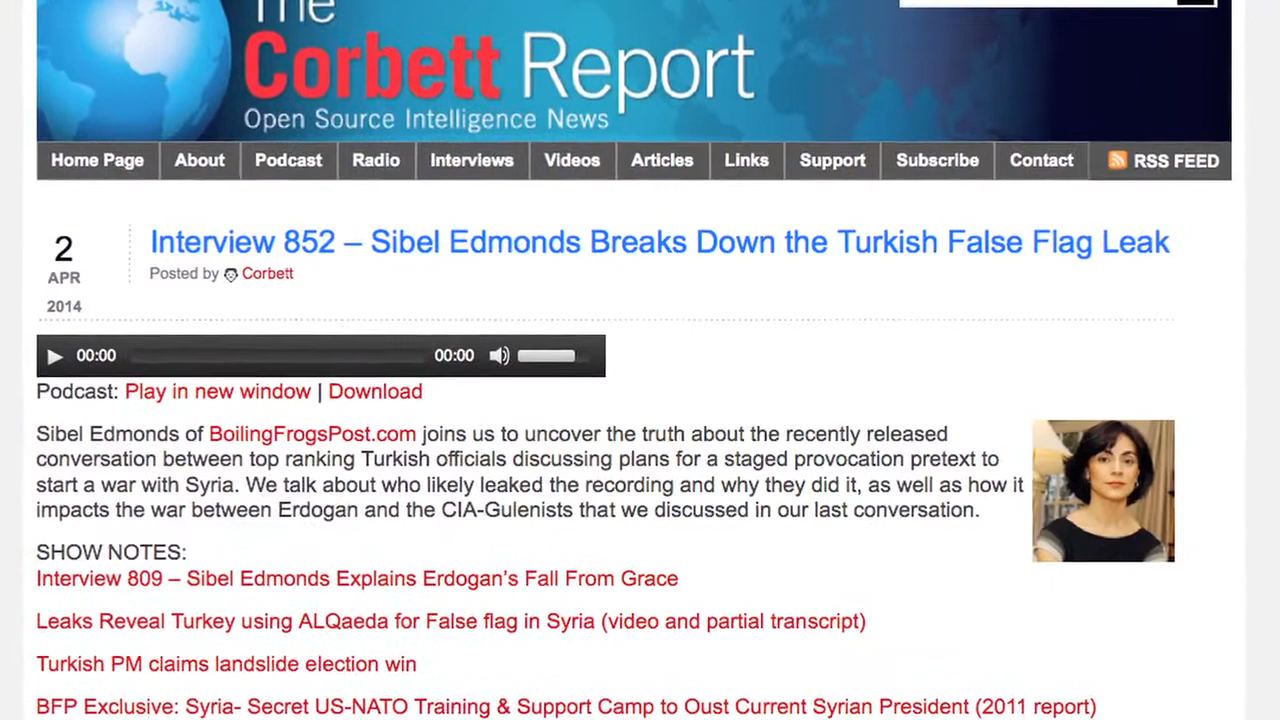 The
Corbett Report
Open Source Intelligence News
Home Page About Podcast Radio Interviews Videos Articles Links Support Subscribe Contact RSS FEED
2
APR
2014
Interview 852 – Sibel Edmonds Breaks Down the Turkish False Flag Leak
Posted by Corbett
00:00 00:00
Podcast: Play in new window | Download
Sibel Edmonds of BoilingFrogsPost.com joins us to uncover the truth about the recently released
conversation between top ranking Turkish officials discussing plans for a staged provocation pretext to
start a war with Syria. We talk about who likely leaked the recording and why they did it, as well as how it
impacts the war between Erdogan and the CIA-Gulenists that we discussed in our last conversation.
SHOW NOTES:
Interview 809 – Sibel Edmonds Explains Erdogan's Fall From Grace
Leaks Reveal Turkey using ALQaeda for False flag in Syria (video and partial transcript)
Turkish PM claims landslide election win
BFP Exclusive: Syria- Secret US-NATO Training & Support Camp to Oust Current Syrian President (2011 report)